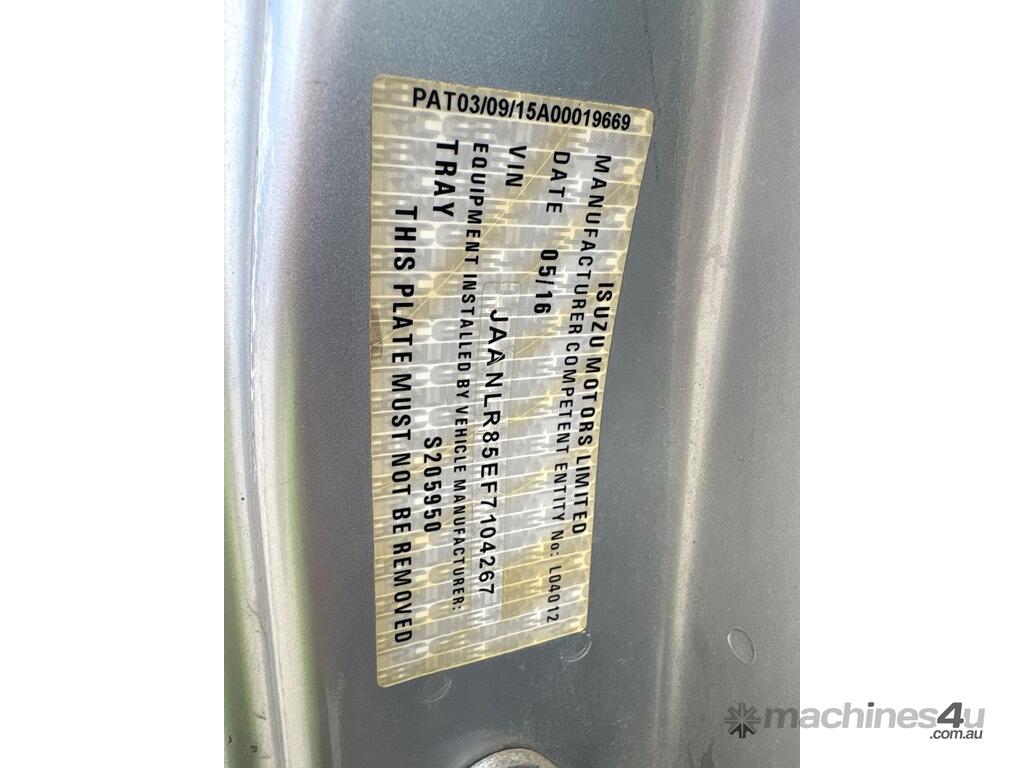 PAT03/09/15A00019669
ISUZU MOTORS LIMITED
MANUFACTURER COMPETENT ENTITY No: L04012
DATE 05/16
VIN JAANLR85EF7104267
EQUIPMENT INSTALLED BY VEHICLE MANUFACTURER:
TRAY S205950
THIS PLATE MUST NOT BE REMOVED
machines4u
.com.au